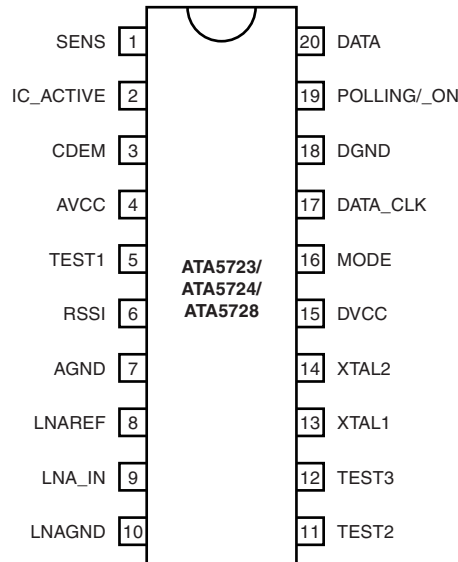 SENS 1 20 DATA
IC_ACTIVE 2 19 POLLING/_ON
CDEM 3 18 DGND
AVCC 4 17 DATA_CLK
TEST1 5 16 MODE
ATA5723/
ATA5724/
ATA5728
RSSI 6 15 DVCC
AGND 7 14 XTAL2
LNAREF 8 13 XTAL1
LNA_IN 9 12 TEST3
LNAGND 10 11 TEST2